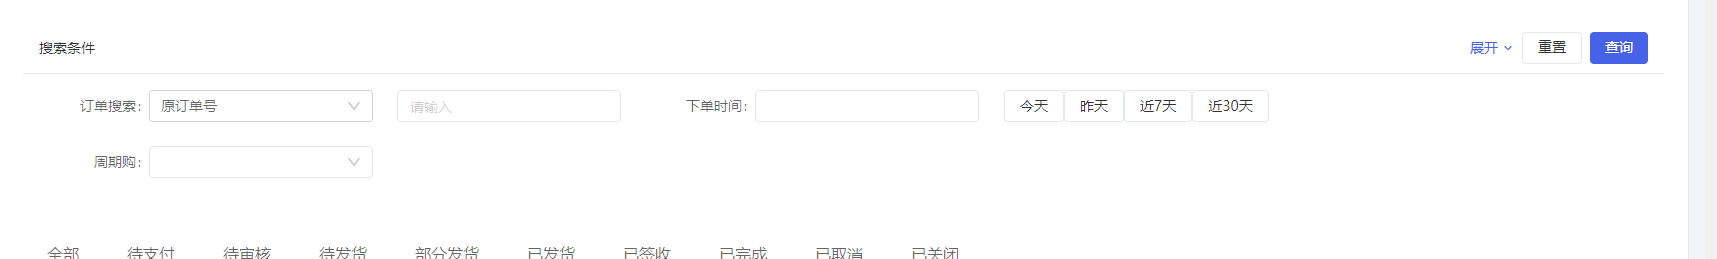 搜索条件 展开 重置 查询
订单搜索: 原订单号 请输入 下单时间: 今天 昨天 近7天 近30天
周期购:
全部 待支付 待审核 待发货 部分发货 已发货 已签收 已完成 已取消 已关闭